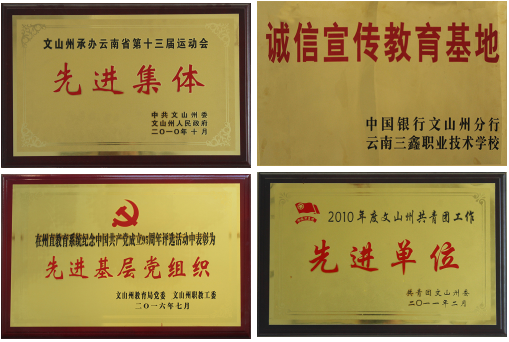 文山州承办云南省第十三届运动会
先进集体
中共文山州委
文山州人民政府
二〇一〇年十月
诚信宣传教育基地
中国银行文山州分行
云南三鑫职业技术学校
在州直教育系统纪念中国共产党成立95周年评选活动中表彰为
先进基层党组织
文山州教育局党委 文山州职教工委
二〇一六年七月
2010年度文山州共青团工作
先进单位
共青团文山州委
二〇一一年二月